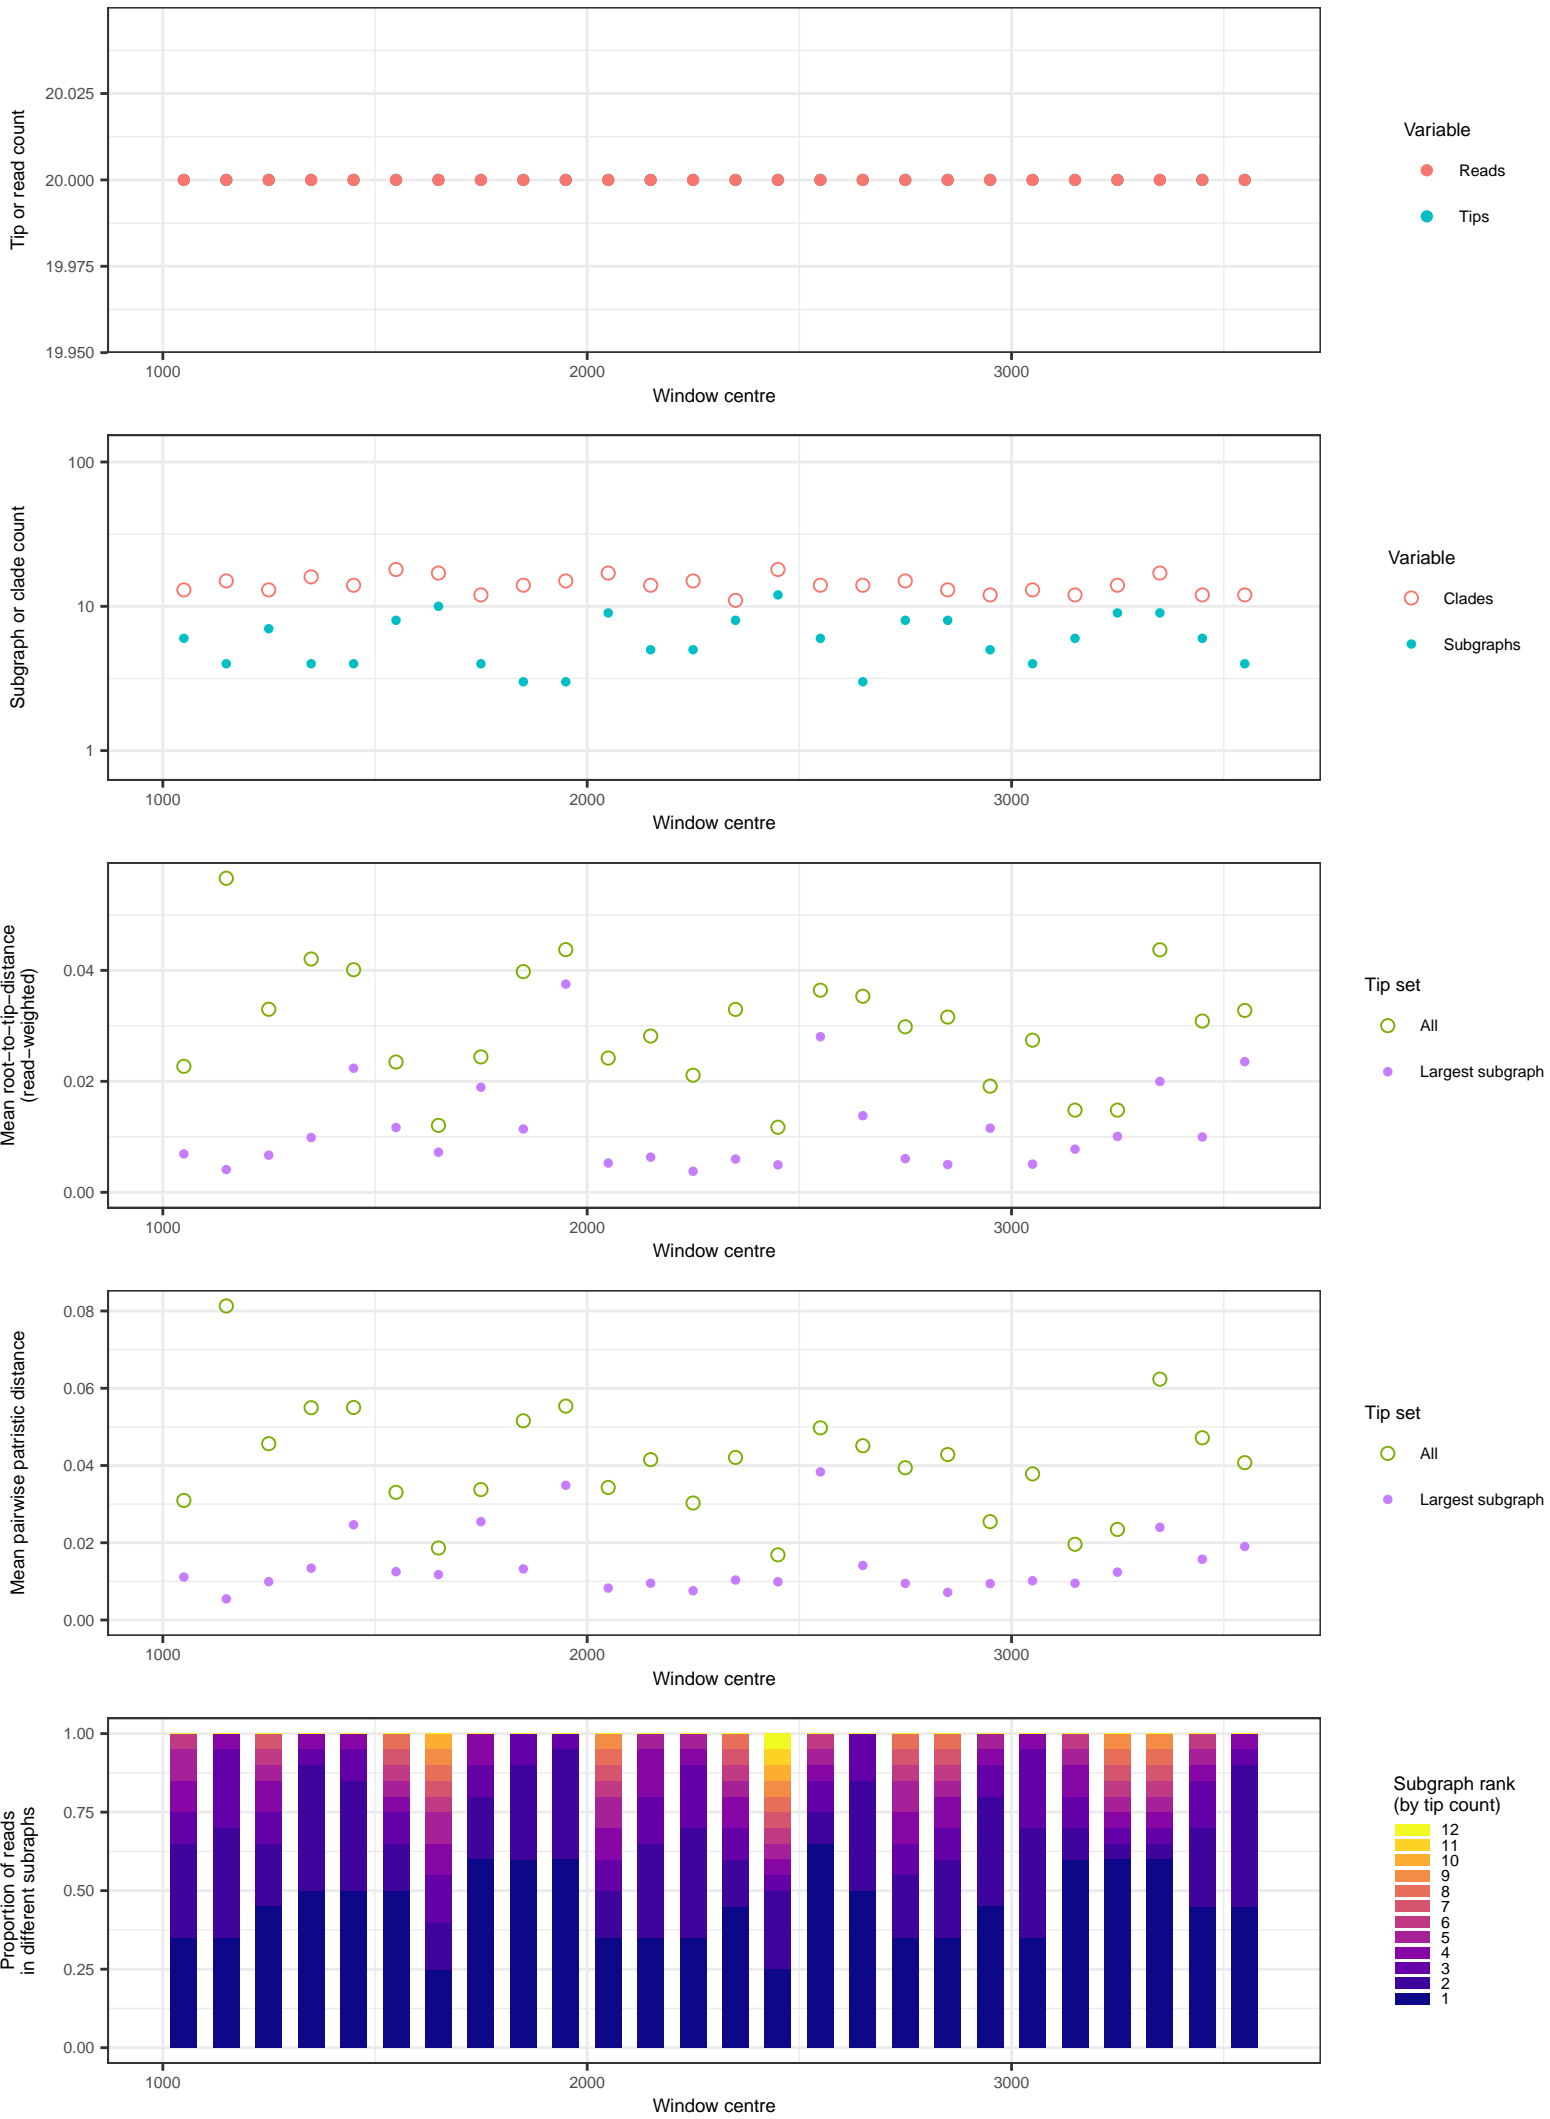 Tip or read count
20.025
20.000
19.975
19.950
1000
2000
3000
Window centre
Variable
Reads
Tips
Subgraph or clade count
100
10
1
1000
2000
3000
Window centre
Variable
Clades
Subgraphs
Mean root−to−tip−distance
(read−weighted)
0.04
0.02
0.00
1000
2000
3000
Window centre
Tip set
All
Largest subgraph
Mean pairwise patristic distance
0.08
0.06
0.04
0.02
0.00
1000
2000
3000
Window centre
Tip set
All
Largest subgraph
Proportion of reads
in different subraphs
1.00
0.75
0.50
0.25
0.00
1000
2000
3000
Window centre
Subgraph rank
(by tip count)
12
11
10
9
8
7
6
5
4
3
2
1